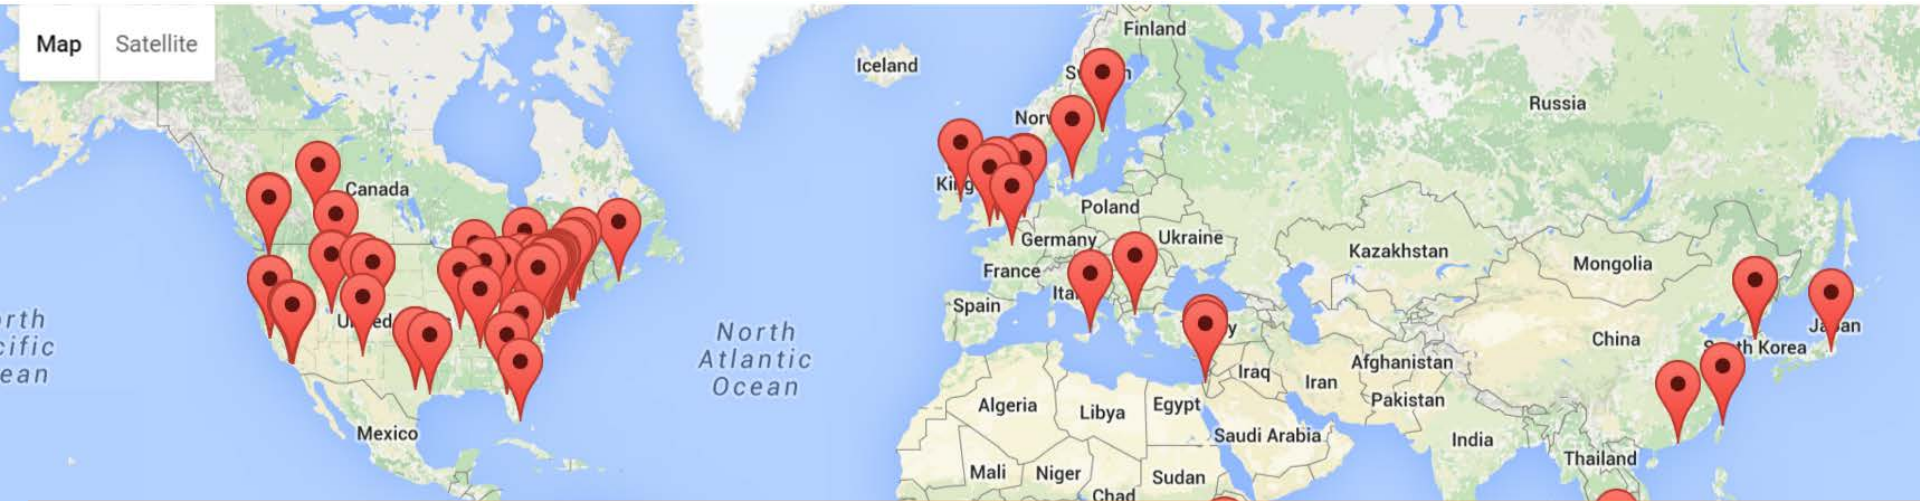 Map Satellite
Finland
Iceland
Russia
Canada
Poland
Germany
Ukraine
Kazakhstan
Mongolia
France
Spain
North
Atlantic
Ocean
China
Korea
Afghanistan
Iraq
Iran
Pakistan
Algeria
Libya
Egypt
Saudi Arabia
India
Mexico
Thailand
Mali
Niger
Sudan
Chad